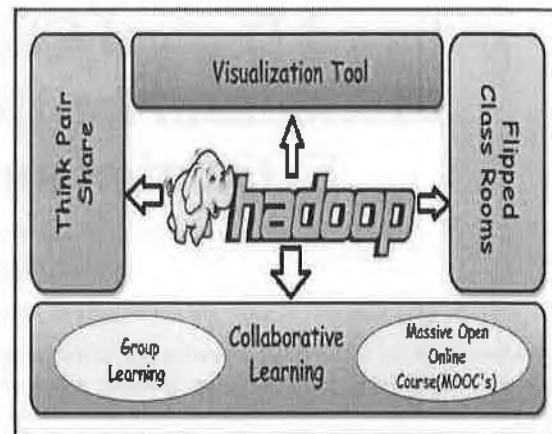 Visualization Tool
Think Pair
Share
hadoop
Flipped
Class Rooms
Collaborative
Learning
Group
Learning
Massive Open
Online
Course(MOOC's)